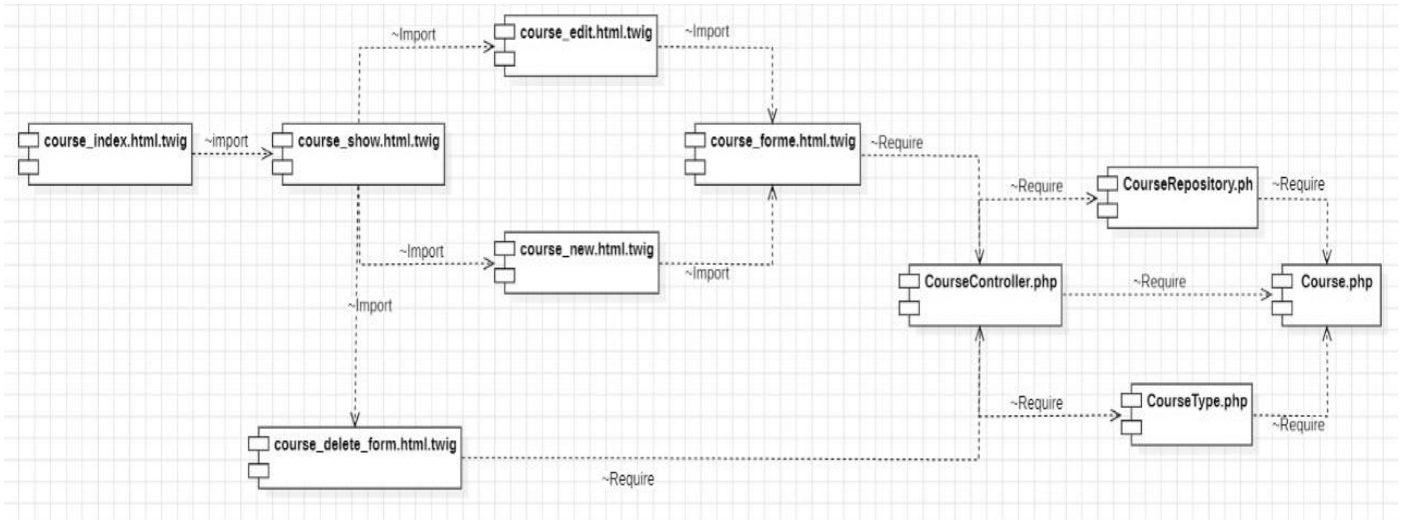 ~Import
course_edit.html.twig
~Import
course_index.html.twig
~import
course_show.html.twig
course_forme.html.twig
~Require
~Require
CourseRepository.ph
~Require
~Import
course_new.html.twig
~Import
CourseController.php
~Require
Course.php
~Import
~Require
CourseType.php
~Require
course_delete_form.html.twig
~Require